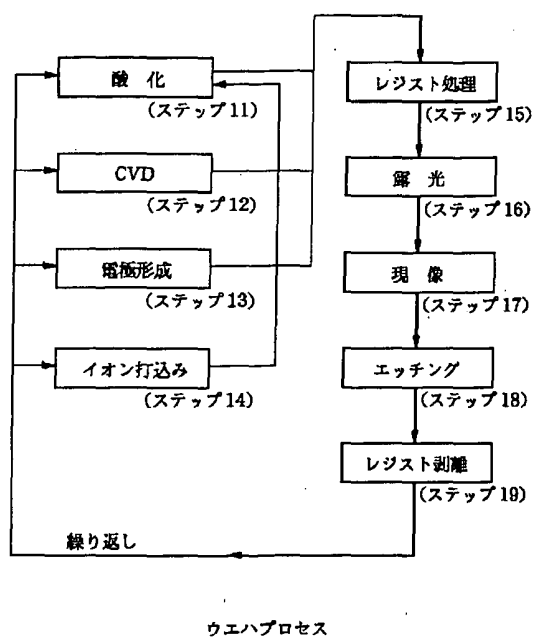 酸 化
(ステップ11)
CVD
(ステップ12)
電極形成
(ステップ13)
イオン打込み
(ステップ14)
レジスト処理
(ステップ15)
露 光
(ステップ16)
現 像
(ステップ17)
エッチング
(ステップ18)
レジスト剥離
(ステップ19)
繰り返し
ウエハプロセス